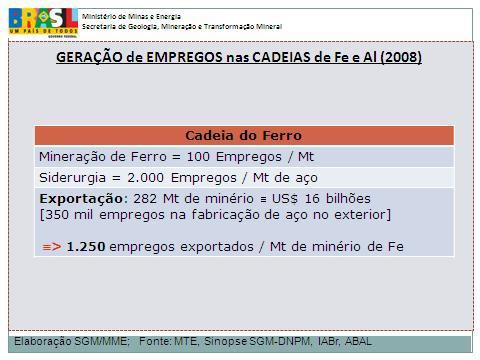 BRASIL
UM PAÍS DE TODOS
GOVERNO FEDERAL
Ministério de Minas e Energia
Secretaria de Geologia, Mineração e Transformação Mineral
GERAÇÃO de EMPREGOS nas CADEIAS de Fe e Al (2008)
Cadeia do Ferro
Mineração de Ferro = 100 Empregos / Mt
Siderurgia = 2.000 Empregos / Mt de aço
Exportação: 282 Mt de minério ≡ US$ 16 bilhões
[350 mil empregos na fabricação de aço no exterior]
≡> 1.250 empregos exportados / Mt de minério de Fe
Elaboração SGM/MME; Fonte: MTE, Sinopse SGM-DNPM, IABr, ABAL